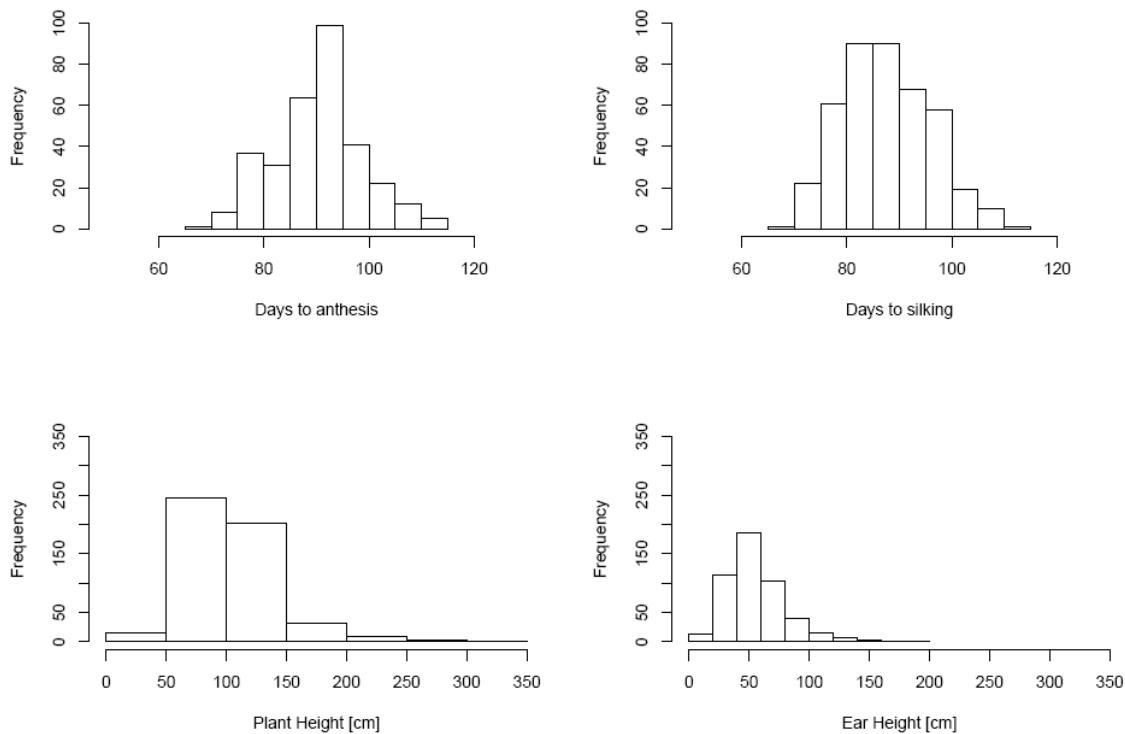 Frequency
0 20 40 60 80 100
60 80 100 120
Days to anthesis
Frequency
0 20 40 60 80 100
60 80 100 120
Days to silking
Frequency
0 50 150 250 350
0 50 100 150 200 250 300 350
Plant Height [cm]
Frequency
0 50 150 250 350
0 50 100 150 200 250 300 350
Ear Height [cm]